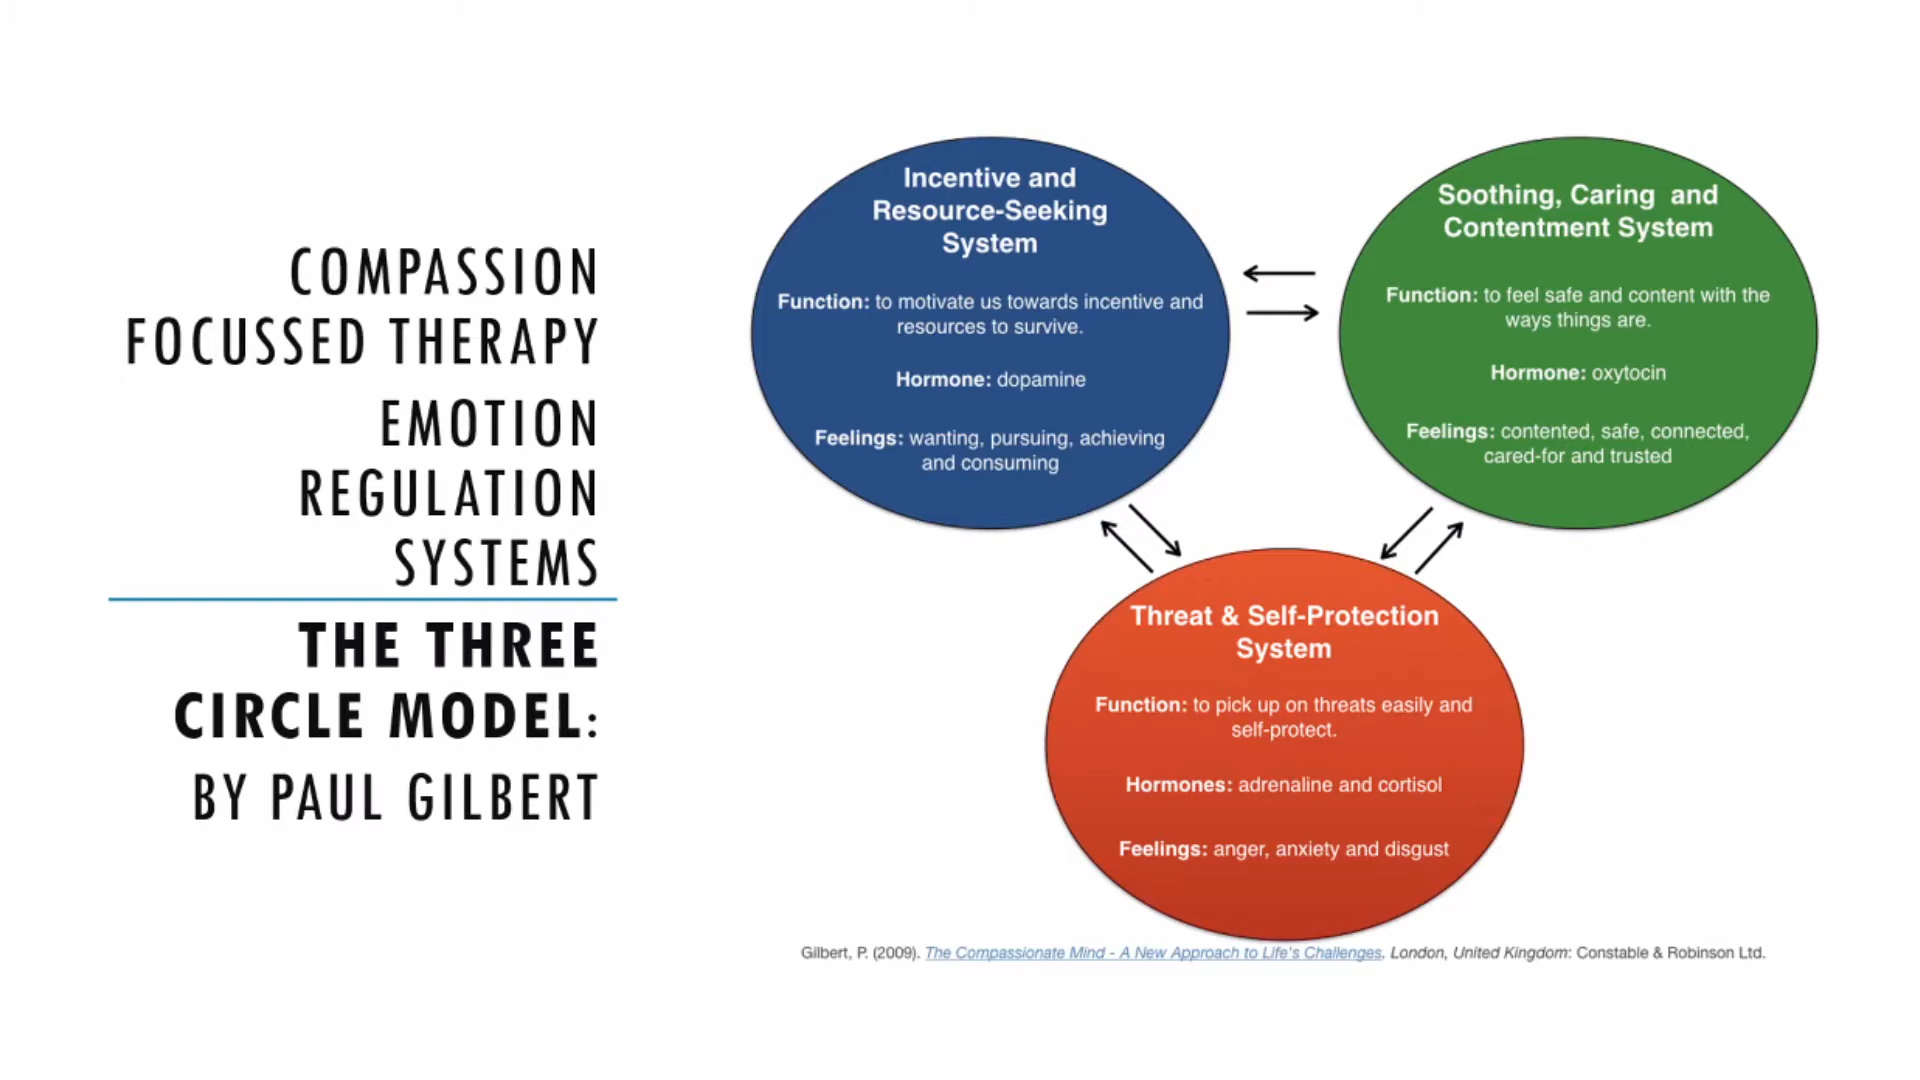 COMPASSION
FOCUSSED THERAPY
EMOTION
REGULATION
SYSTEMS
THE THREE
CIRCLE MODEL:
BY PAUL GILBERT
Incentive and
Resource-Seeking
System
Function: to motivate us towards incentive and
resources to survive.
Hormone: dopamine
Feelings: wanting, pursuing, achieving
and consuming
Soothing, Caring and
Contentment System
Function: to feel safe and content with the
ways things are.
Hormone: oxytocin
Feelings: contented, safe, connected,
cared-for and trusted
Threat & Self-Protection
System
Function: to pick up on threats easily and
self-protect.
Hormones: adrenaline and cortisol
Feelings: anger, anxiety and disgust
Gilbert, P. (2009). The Compassionate Mind - A New Approach to Life's Challenges. London, United Kingdom: Constable & Robinson Ltd.